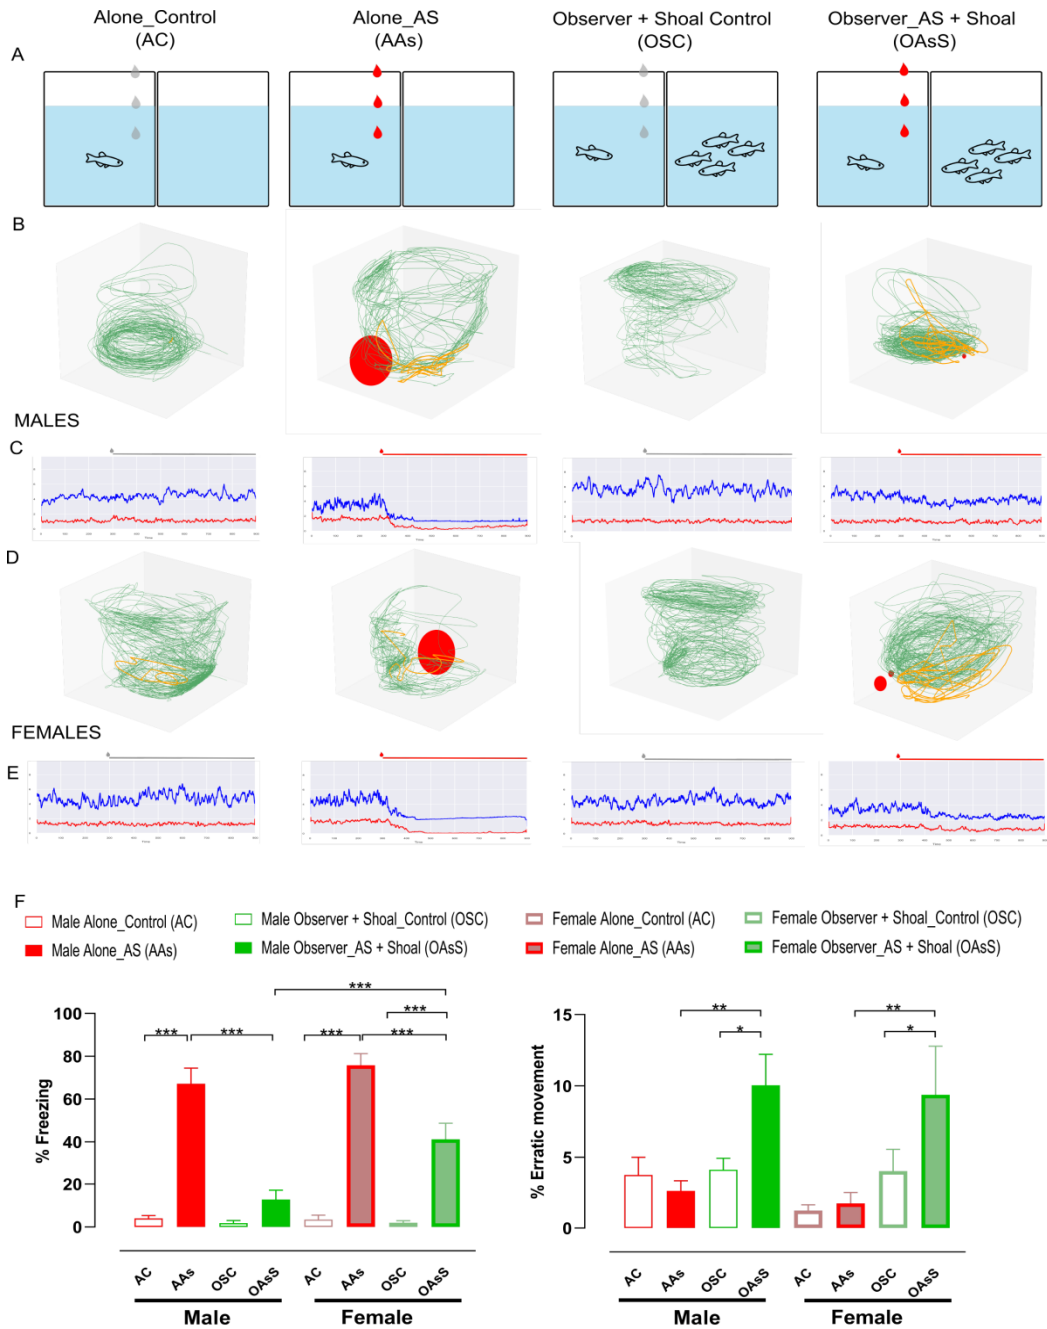 Alone_Control
(AC)
Alone_AS
(AAs)
Observer + Shoal Control
(OSC)
Observer_AS + Shoal
(OAsS)
A
B
MALES
C
D
FEMALES
E
F
Male Alone_Control (AC)
Male Observer + Shoal_Control (OSC)
Female Alone_Control (AC)
Female Observer + Shoal_Control (OSC)
Male Alone_AS (AAs)
Male Observer_AS + Shoal (OAsS)
Female Alone_AS (AAs)
Female Observer_AS + Shoal (OAsS)
% Freezing
100
80
60
40
20
0
***
***
***
***
***
***
AC
AAs
OSC
OAsS
AC
AAs
OSC
OAsS
Male
Female
% Erratic movement
15
10
5
0
**
*
**
*
AC
AAs
OSC
OAsS
AC
AAs
OSC
OAsS
Male
Female